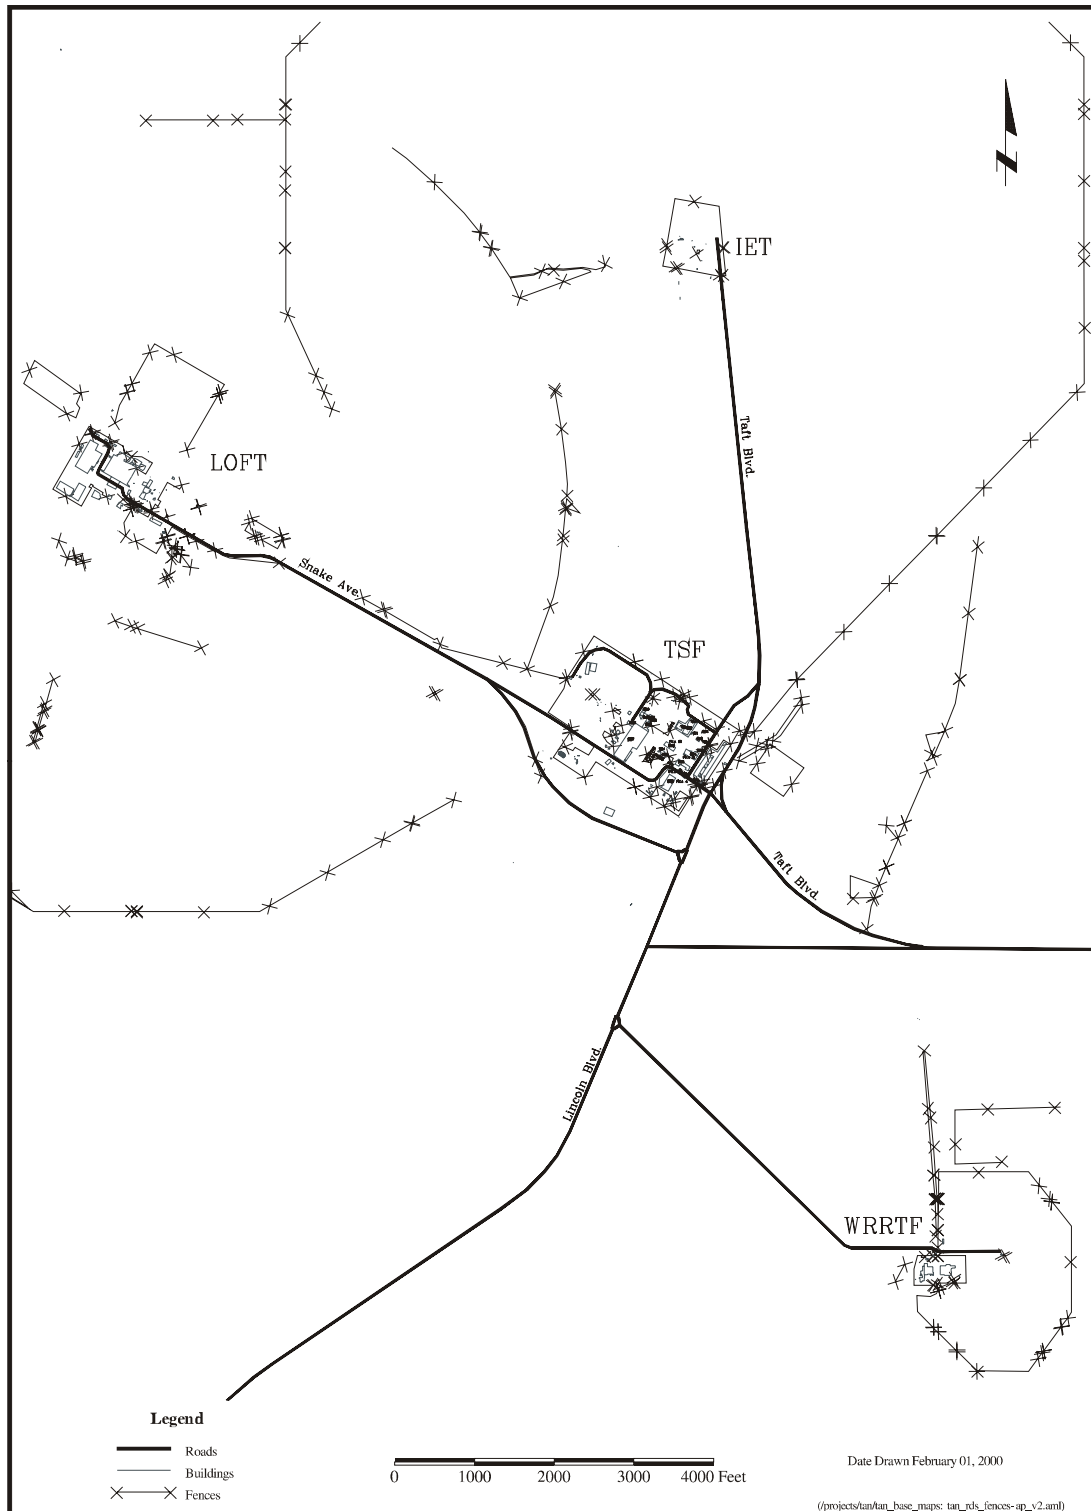 IET
Taft Blvd.
LOFT
Snake Ave.
TSF
Taft Blvd.
Lincoln Blvd.
WRRTF
Legend
Roads
Buildings
Fences
0 1000 2000 3000 4000 Feet
Date Drawn February 01, 2000
(/projects/tan/tan_base_maps: tan_rds_fences-ap_v2.aml)